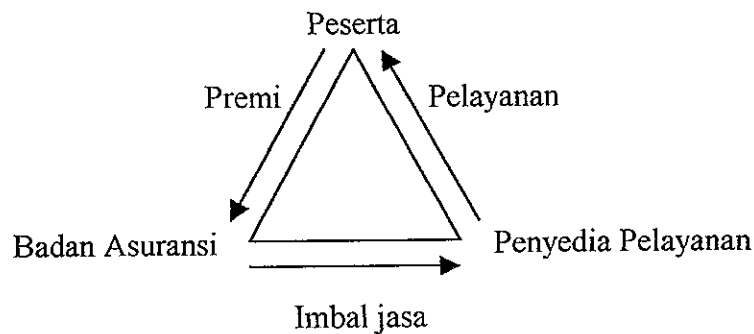 Peserta
Premi
Pelayanan
Badan Asuransi
Penyedia Pelayanan
Imbal jasa